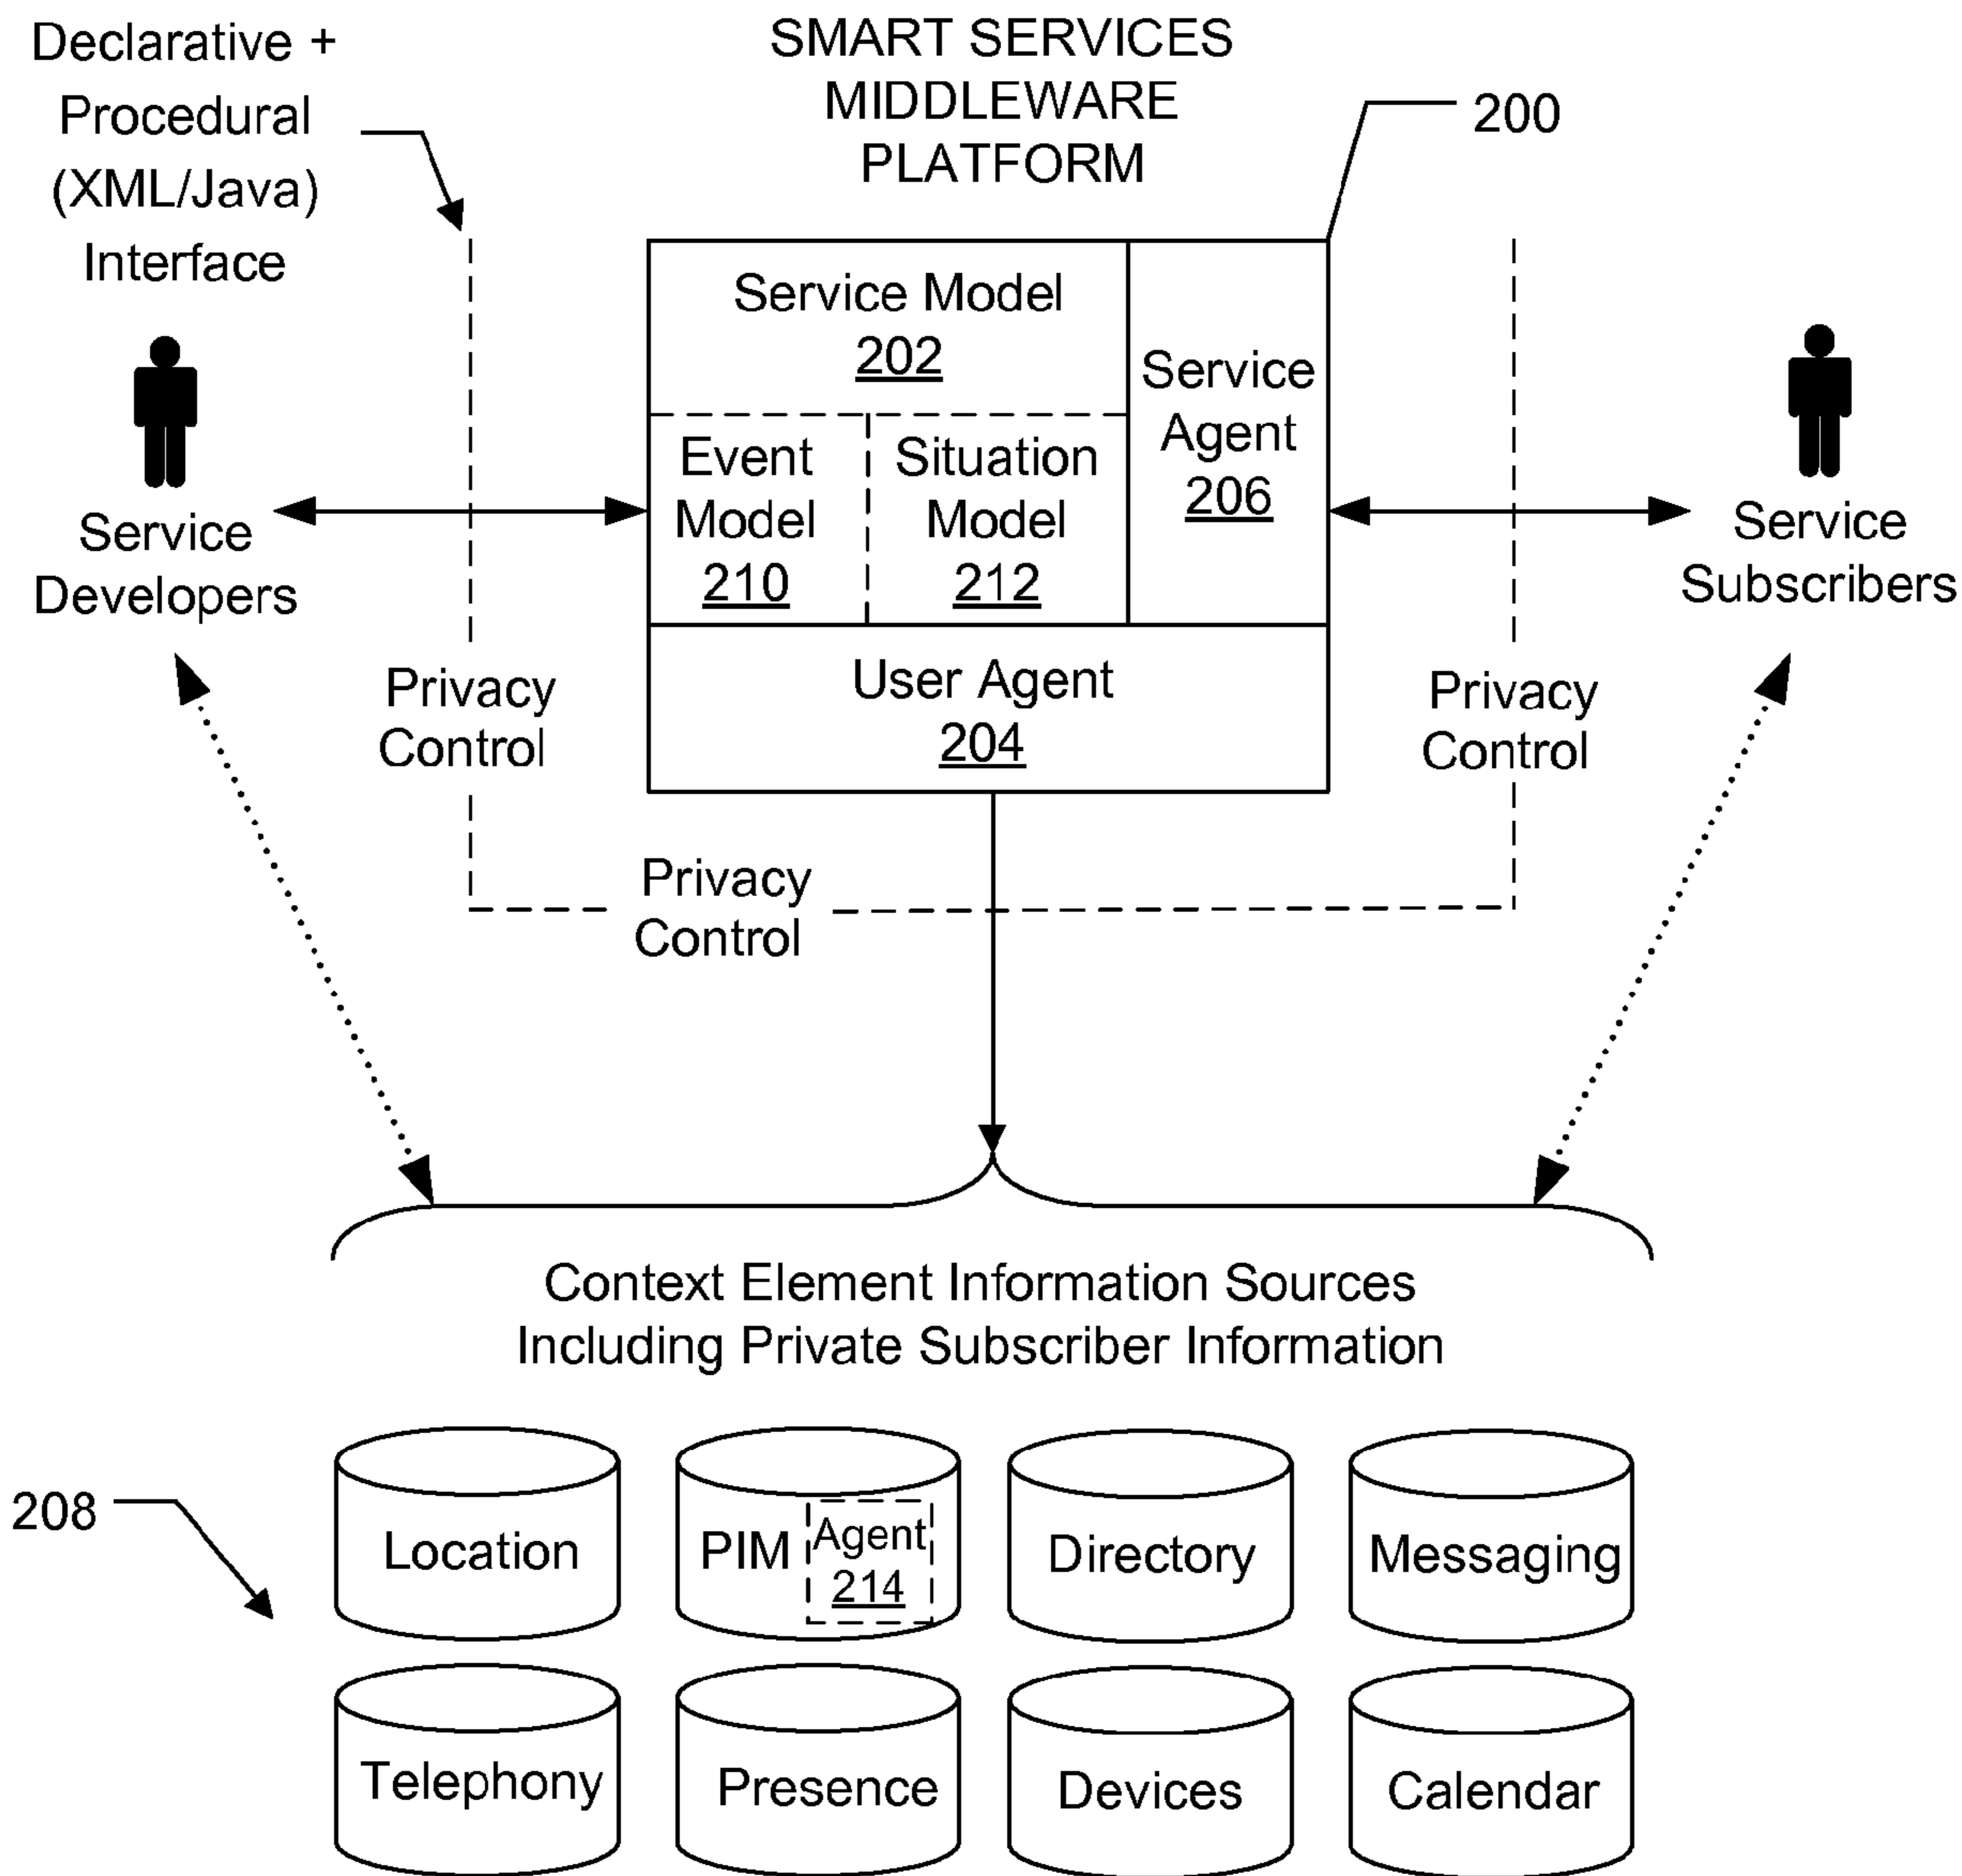 Declarative +
Procedural
(XML/Java)
Interface
SMART SERVICES
MIDDLEWARE
PLATFORM
200
Service Model
202
Service
Agent
206
Event
Model
210
Situation
Model
212
User Agent
204
Service
Developers
Service
Subscribers
Privacy
Control
Privacy
Control
Privacy
Control
Context Element Information Sources
Including Private Subscriber Information
208
Location
PIM
Agent
214
Directory
Messaging
Telephony
Presence
Devices
Calendar